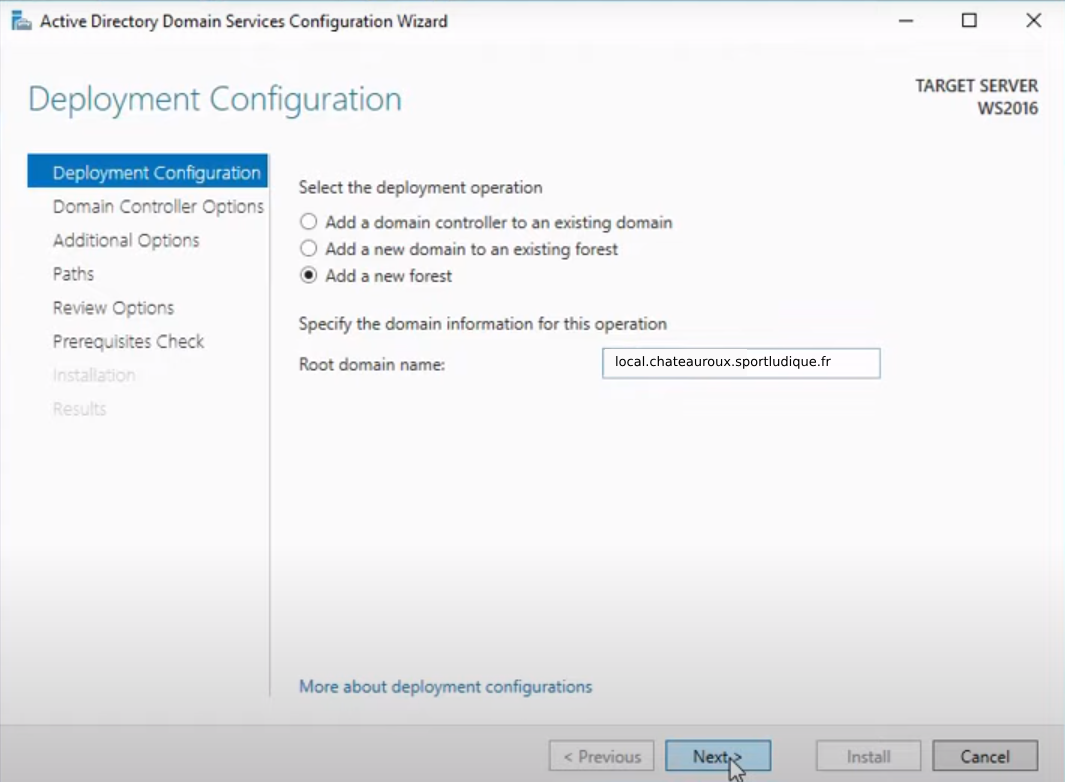 Active Directory Domain Services Configuration Wizard
Deployment Configuration
TARGET SERVER
WS2016
Deployment Configuration
Domain Controller Options
Additional Options
Paths
Review Options
Prerequisites Check
Installation
Results
Select the deployment operation
Add a domain controller to an existing domain
Add a new domain to an existing forest
Add a new forest
Specify the domain information for this operation
Root domain name: local.chateauroux.sportludique.fr
More about deployment configurations
< Previous Next > Install Cancel